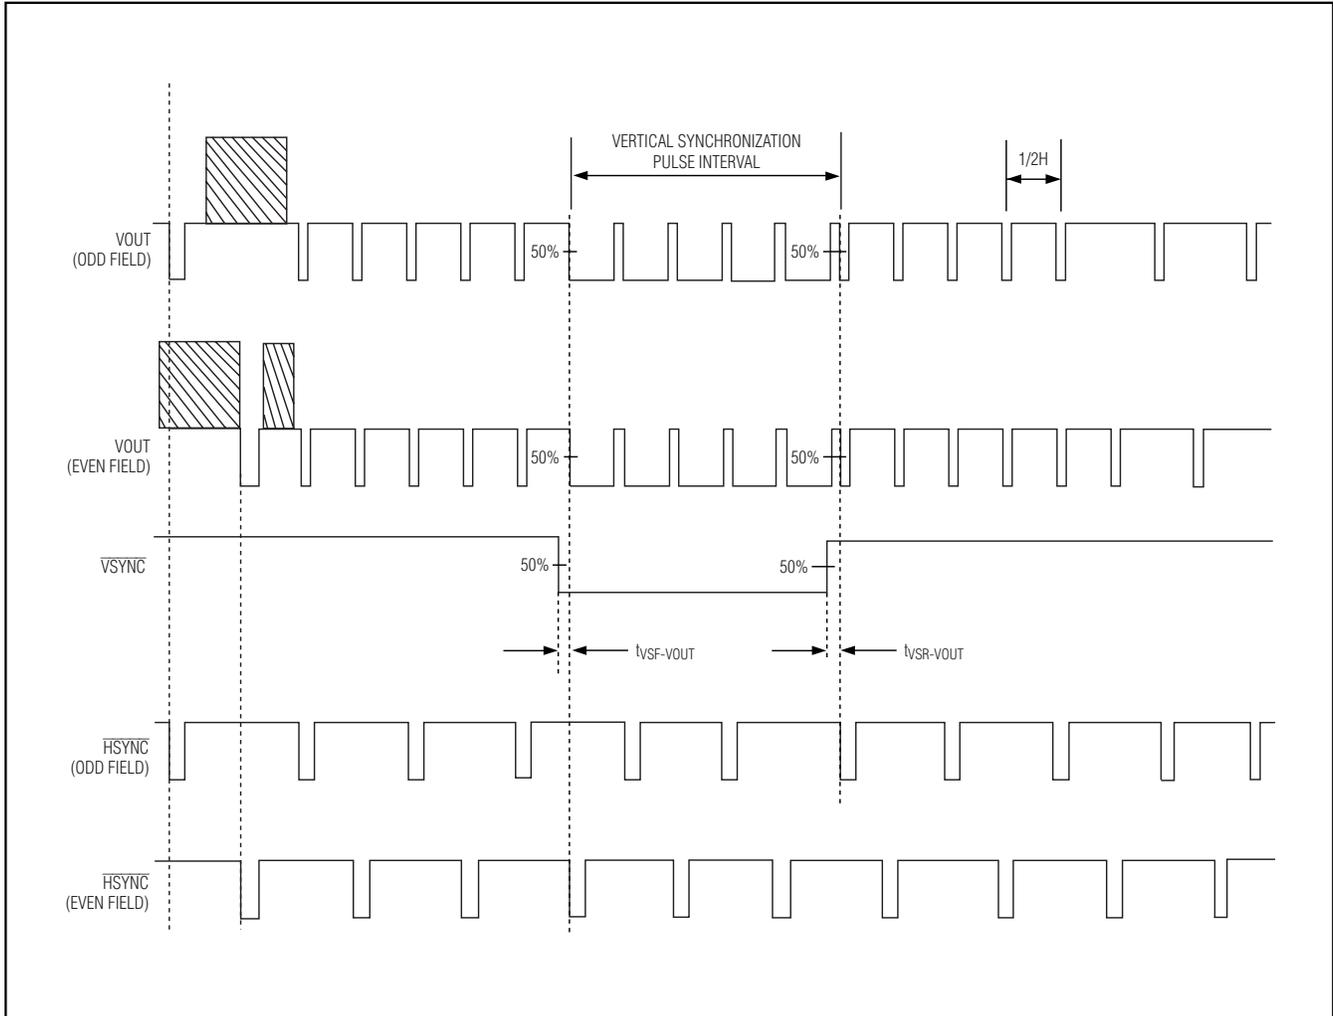 VERTICAL SYNCHRONIZATION
PULSE INTERVAL
1/2H
VOUT
(ODD FIELD)
50%
50%
VOUT
(EVEN FIELD)
50%
50%
VSYNC
50%
50%
tVSF-VOUT
tVSR-VOUT
HSYNC
(ODD FIELD)
HSYNC
(EVEN FIELD)